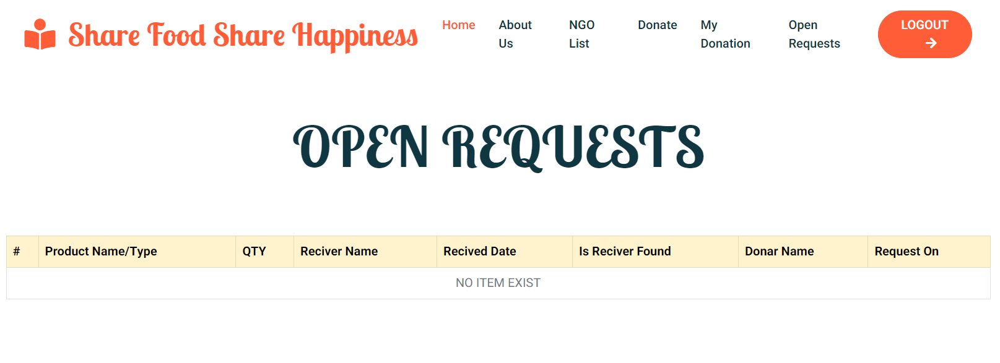 Share Food Share Happiness
Home
About
Us
NGO
List
Donate
My
Donation
Open
Requests
LOGOUT
OPEN REQUESTS
# Product Name/Type QTY Reciver Name Recived Date Is Reciver Found Donar Name Request On
NO ITEM EXIST